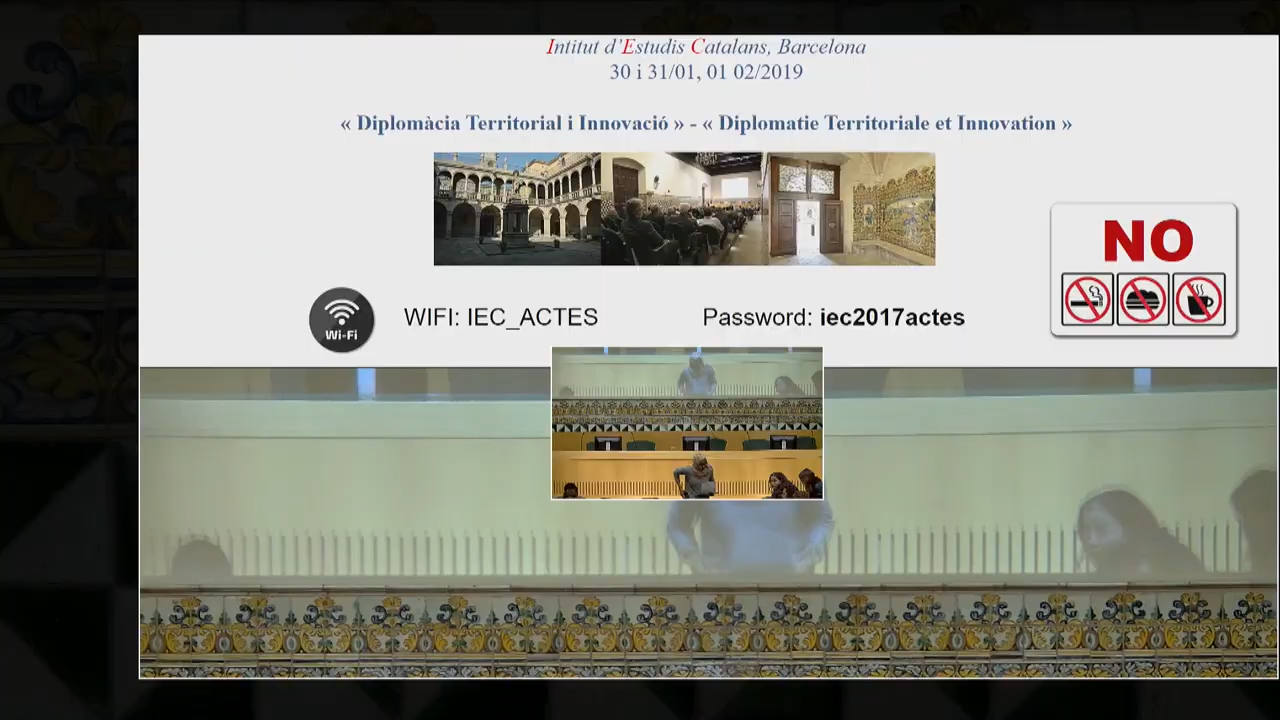 Intitut d'Estudis Catalans, Barcelona
30 i 31/01, 01 02/2019
« Diplomàcia Territorial i Innovació » - « Diplomatie Territoriale et Innovation »
NO
Wi-Fi
WIFI: IEC_ACTES
Password: iec2017actes